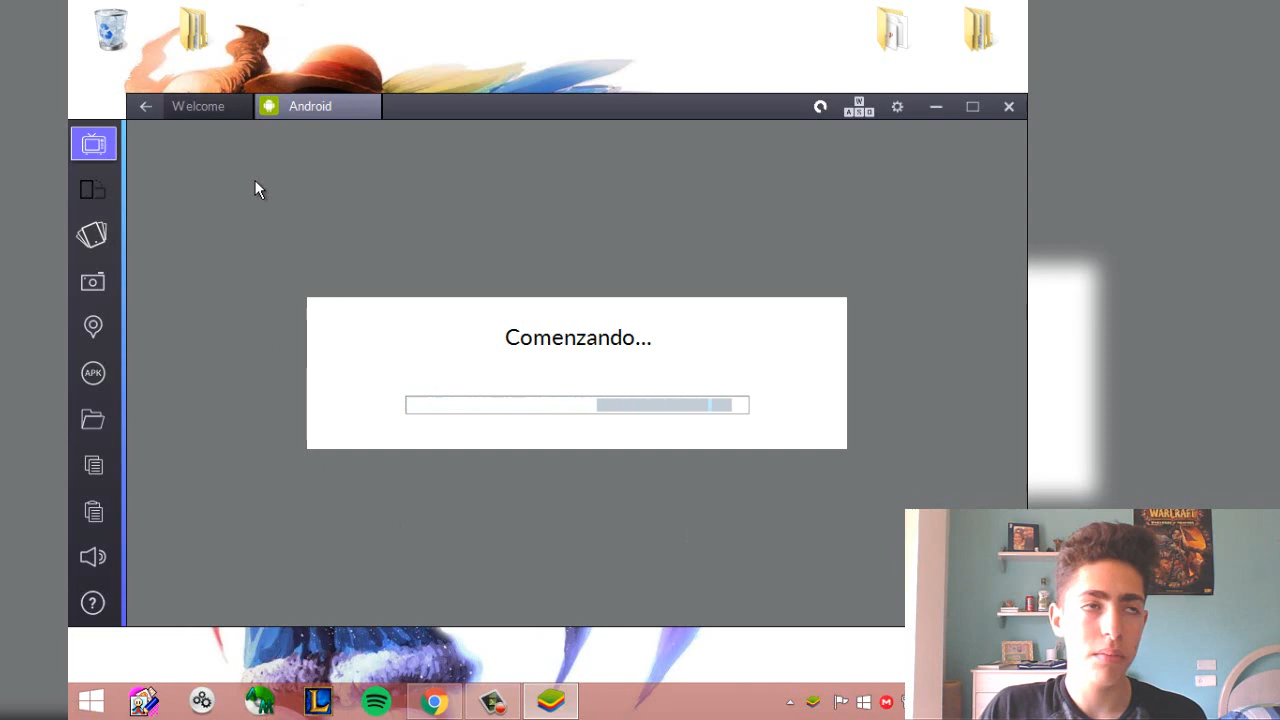 Welcome
Android
W
A S D
Comenzando...
APK
?
WARCRAFT
L
M